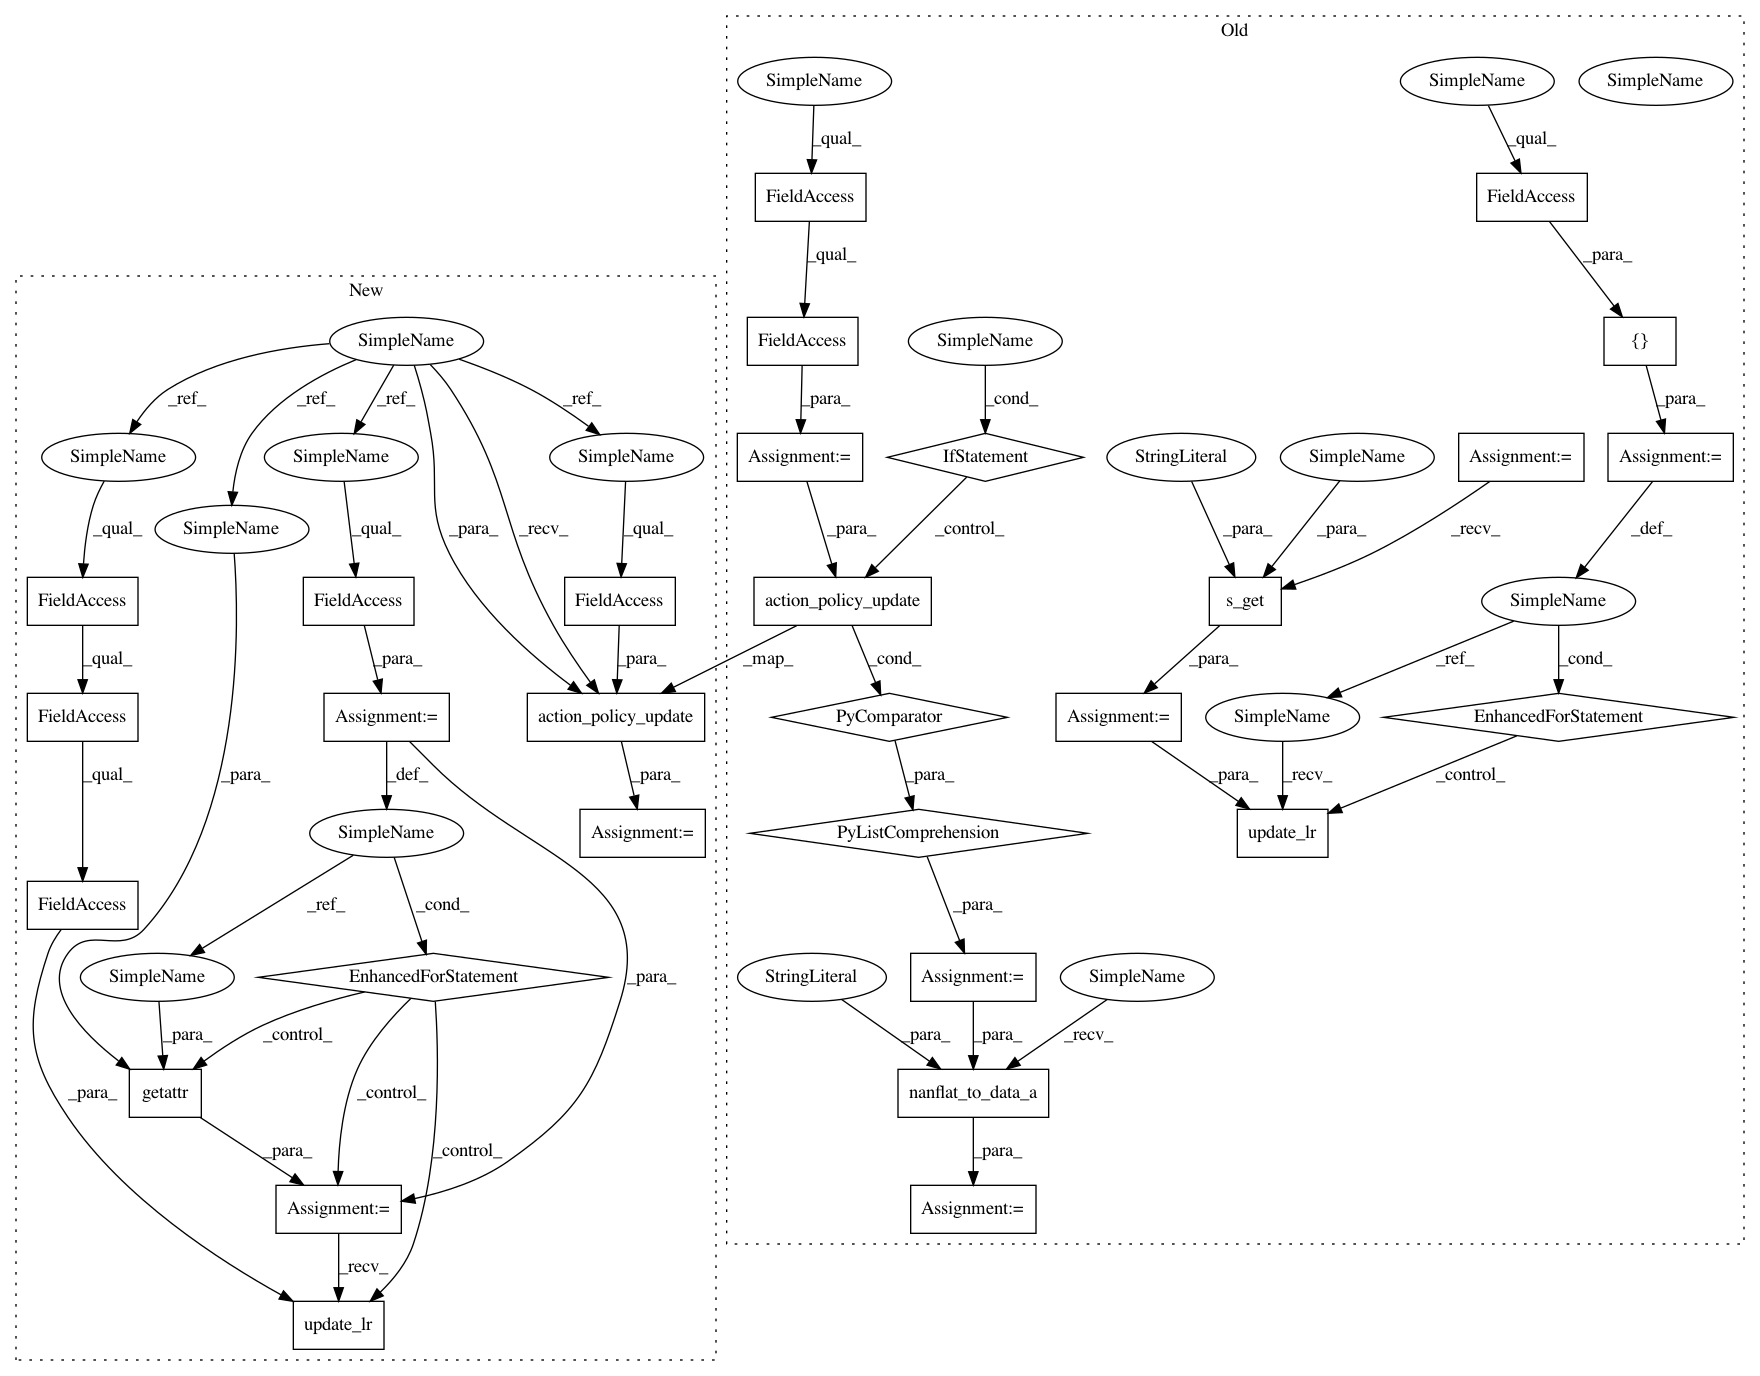 Old
SimpleName
SimpleName
SimpleName
_qual_
_qual_
FieldAccess
FieldAccess
_qual_
_para_
New
SimpleName
FieldAccess
SimpleName
{}
_ref_
_ref_
_ref_
_ref_
_para_
_cond_
_para_
SimpleName
SimpleName
SimpleName
Assignment:=
IfStatement
StringLiteral
SimpleName
Assignment:=
Assignment:=
_qual_
SimpleName
_qual_
_para_
_recv_
_qual_
_para_
_control_
_para_
_para_
_recv_
_def_
FieldAccess
FieldAccess
FieldAccess
action_policy_update
s_get
SimpleName
_qual_
_para_
_para_
_map_
_cond_
_para_
_ref_
_cond_
FieldAccess
Assignment:=
action_policy_update
PyComparator
Assignment:=
SimpleName
EnhancedForStatement
_qual_
_para_
_def_
_para_
_para_
_para_
_recv_
_control_
SimpleName
Assignment:=
PyListComprehension
update_lr
FieldAccess
_ref_
_cond_
_para_
SimpleName
EnhancedForStatement
_para_
StringLiteral
Assignment:=
SimpleName
_para_
_control_
_para_
_para_
_recv_
_para_
getattr
_control_
nanflat_to_data_a
_para_
_control_
_para_
Assignment:=
Assignment:=
_recv_
update_lr